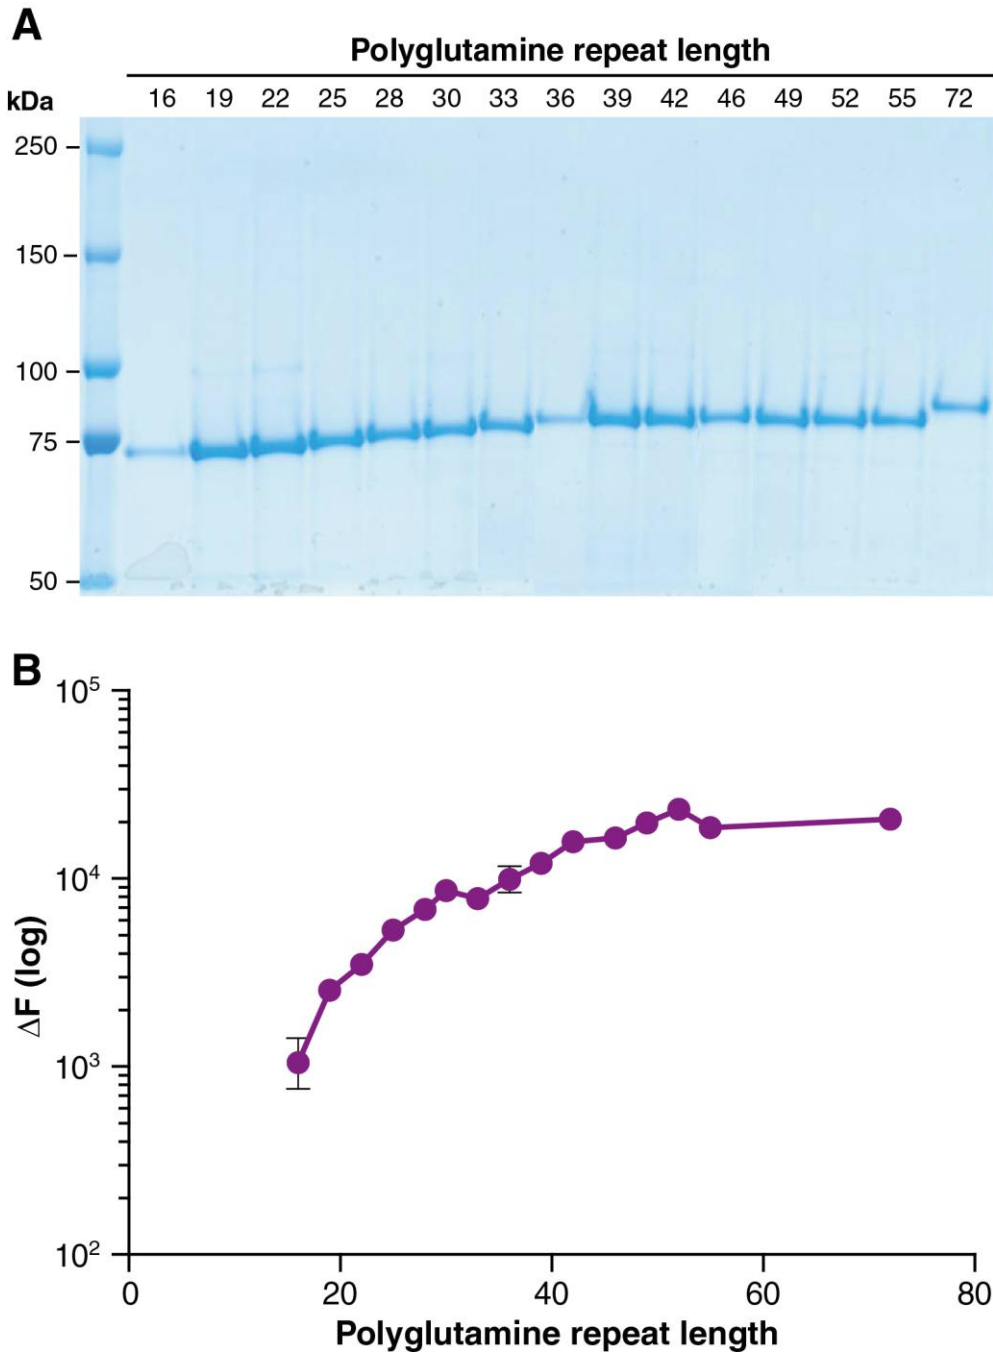 A
Polyglutamine repeat length
kDa 16 19 22 25 28 30 33 36 39 42 46 49 52 55 72
250
150
100
75
50
B
10⁵
10⁴
10³
10²
ΔF (log)
0 20 40 60 80
Polyglutamine repeat length